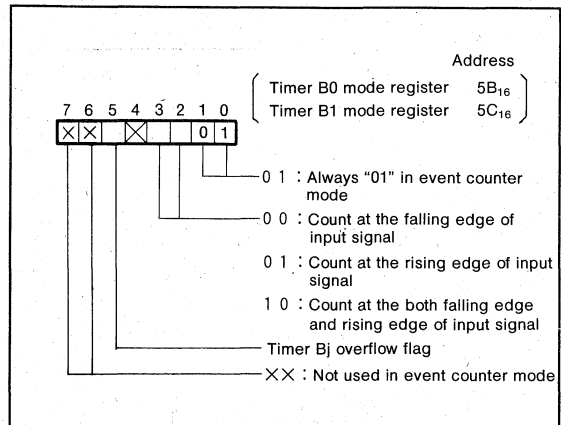 Address
Timer B0 mode register 5B₁₆
Timer B1 mode register 5C₁₆
7 6 5 4 3 2 1 0
× × × 0 1
0 1 : Always “01” in event counter
mode
0 0 : Count at the falling edge of
input signal
0 1 : Count at the rising edge of input
signal
1 0 : Count at the both falling edge
and rising edge of input signal
Timer Bj overflow flag
×× : Not used in event counter mode